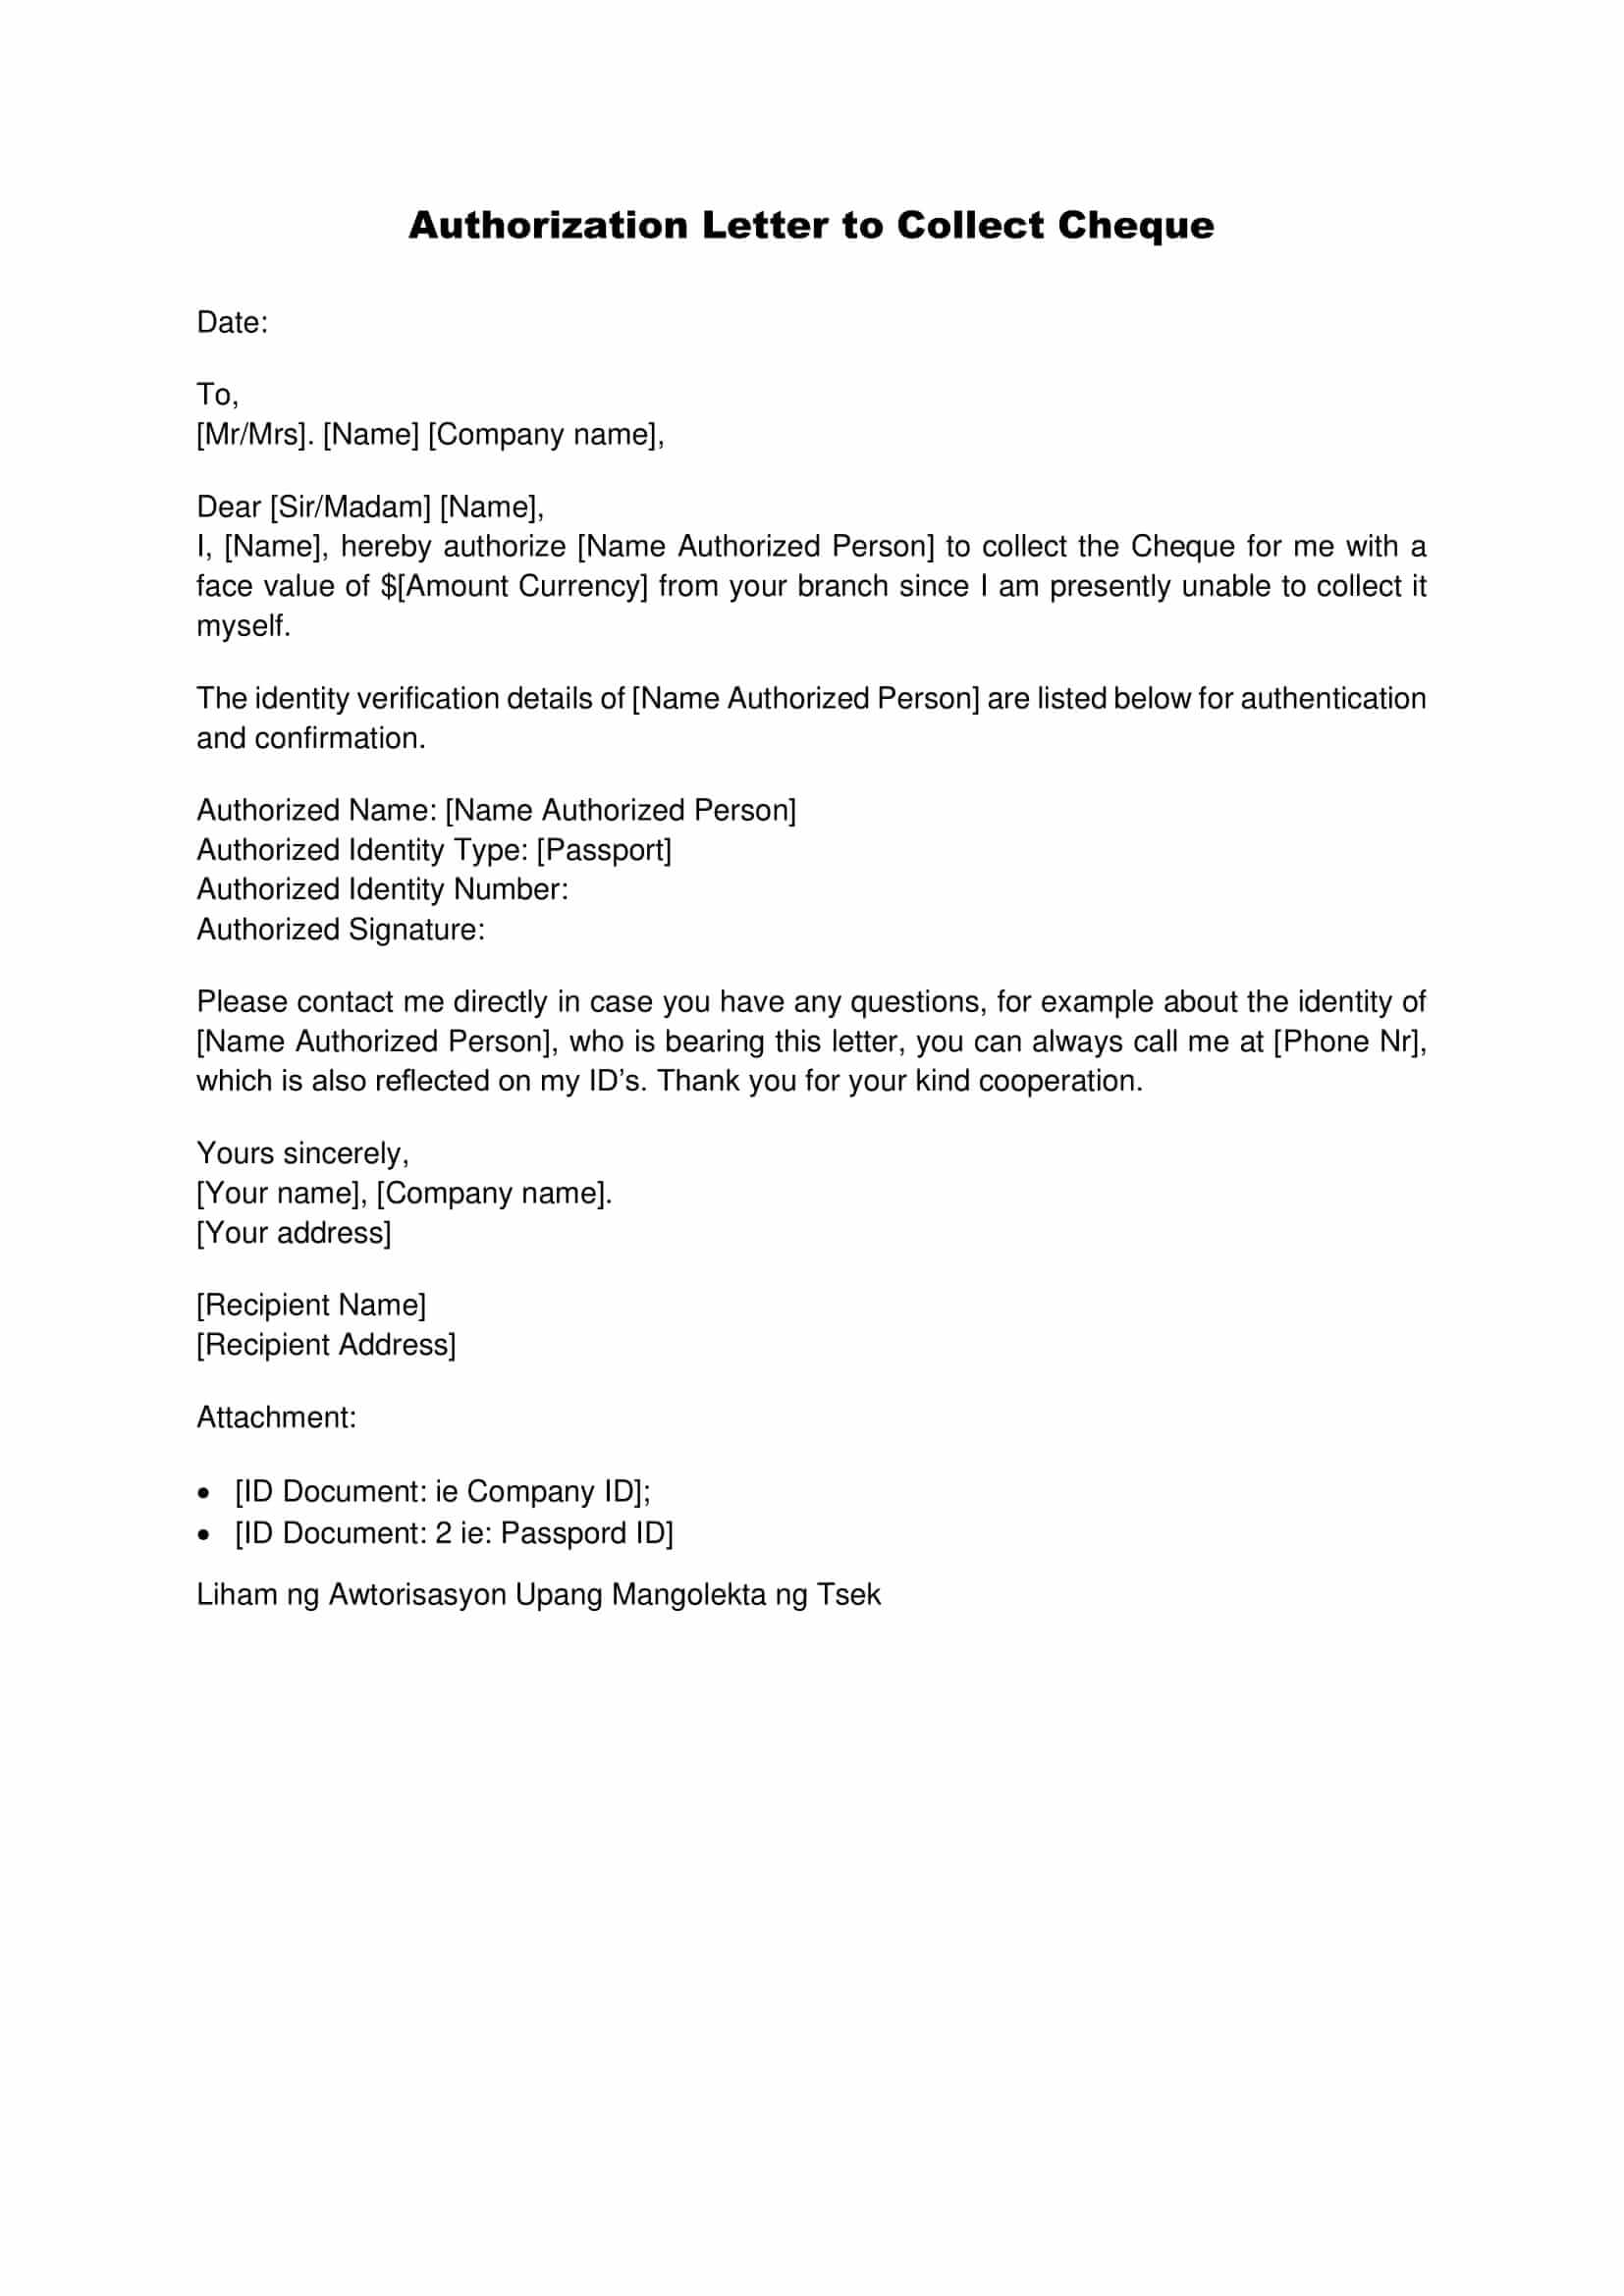 Authorization Letter to Collect Cheque
Date:
To,
[Mr/Mrs]. [Name] [Company name],
Dear [Sir/Madam] [Name],
I, [Name], hereby authorize [Name Authorized Person] to collect the Cheque for me with a
face value of $[Amount Currency] from your branch since I am presently unable to collect it
myself.
The identity verification details of [Name Authorized Person] are listed below for authentication
and confirmation.
Authorized Name: [Name Authorized Person]
Authorized Identity Type: [Passport]
Authorized Identity Number:
Authorized Signature:
Please contact me directly in case you have any questions, for example about the identity of
[Name Authorized Person], who is bearing this letter, you can always call me at [Phone Nr],
which is also reflected on my ID’s. Thank you for your kind cooperation.
Yours sincerely,
[Your name], [Company name].
[Your address]
[Recipient Name]
[Recipient Address]
Attachment:
• [ID Document: ie Company ID];
• [ID Document: 2 ie: Passpord ID]
Liham ng Awtorisasyon Upang Mangolekta ng Tsek